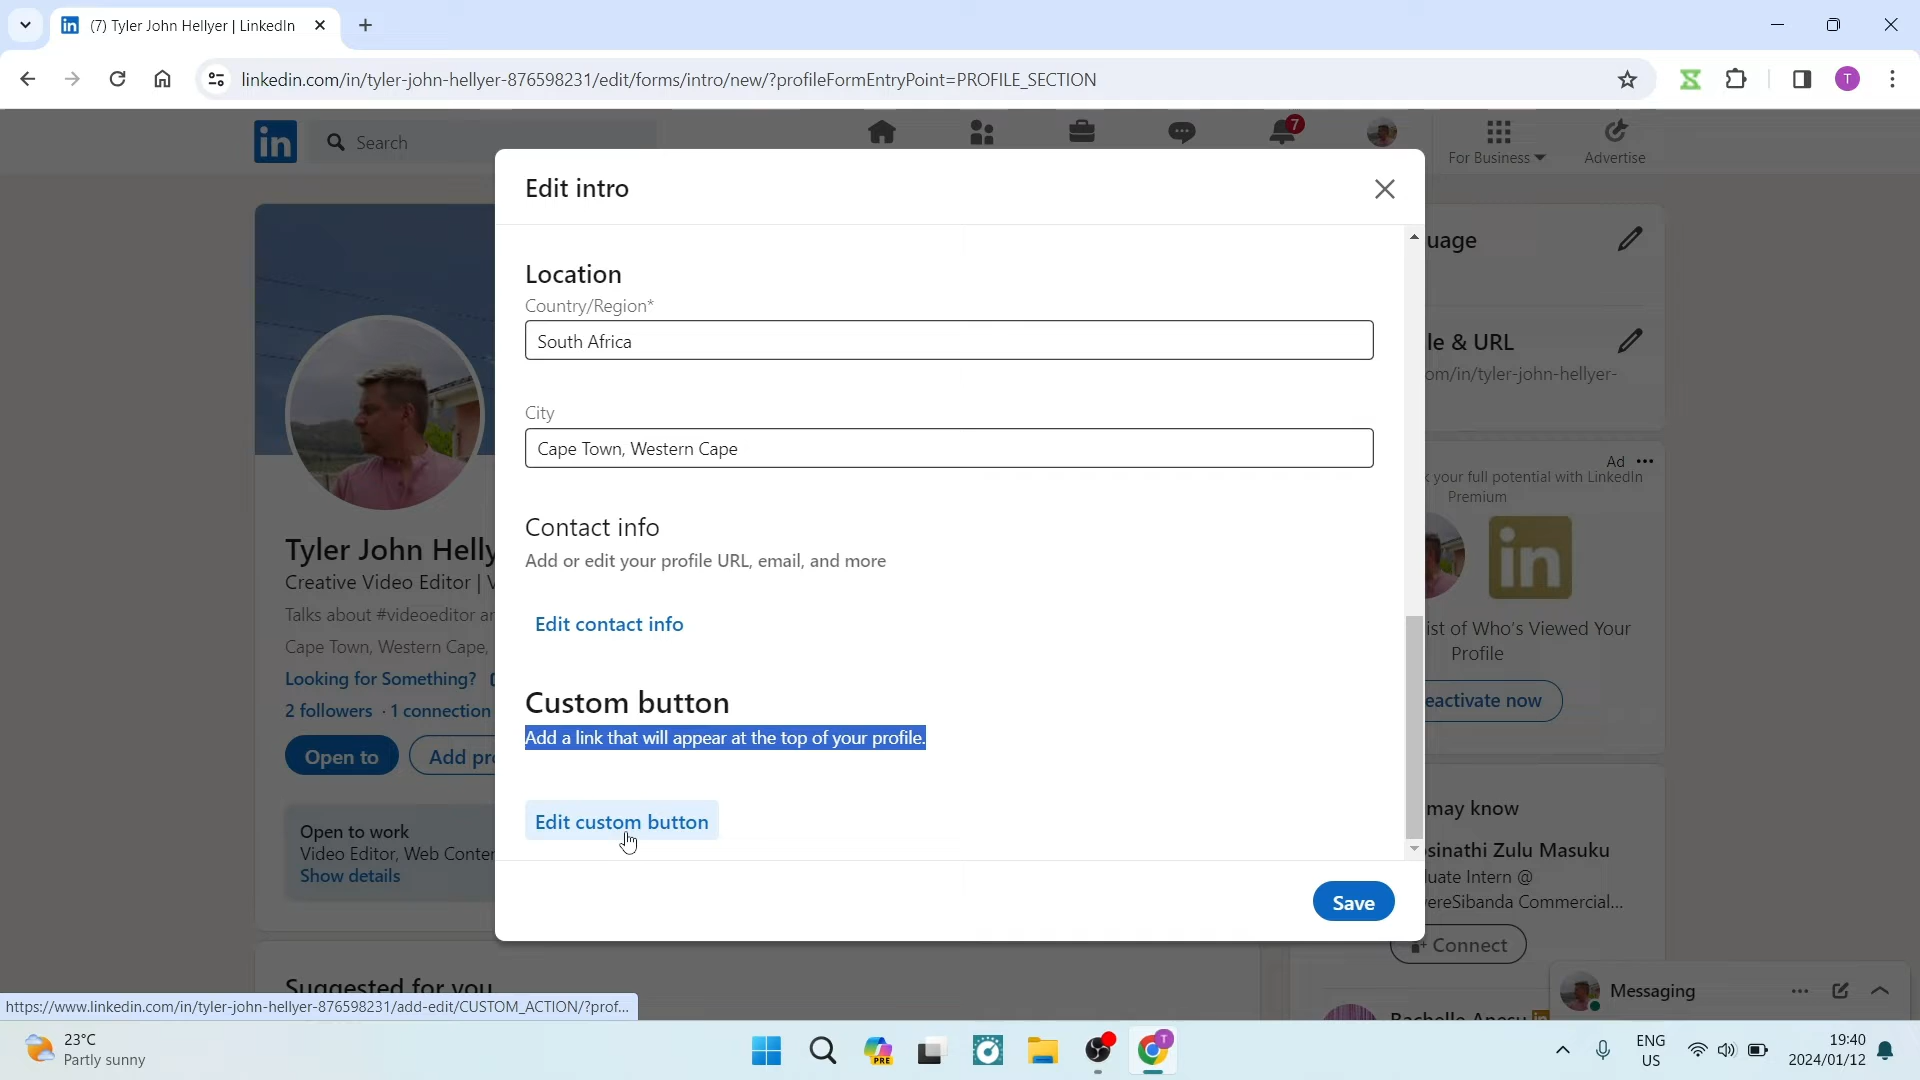 (7) Tyler John Hellyer | LinkedIn
linkedin.com/in/tyler-john-hellyer-876598231/edit/forms/intro/new/?profileFormEntryPoint=PROFILE_SECTION
T
in
Search
7
For Business
Advertise
Edit intro
Location
Country/Region*
South Africa
City
Cape Town, Western Cape
Contact info
Add or edit your profile URL, email, and more
Edit contact info
Custom button
Add a link that will appear at the top of your profile.
Edit custom button
Save
Tyler John Helly
Creative Video Editor |
Talks about #videoeditor
Cape Town, Western Cape,
Looking for Something?
2 followers · 1 connection
Open to
Add
Open to work
Video Editor, Web
Show details
Suggested for you
uage
le & URL
om/in/tyler-john-hellyer-
Ad
your full potential with LinkedIn
Premium
in
ist of Who's Viewed Your
Profile
eactivate now
may know
sinathi Zulu Masuku
uate Intern @
ereSibanda Commercial...
Connect
Messaging
https://www.linkedin.com/in/tyler-john-hellyer-876598231/add-edit/CUSTOM_ACTION/?prof...
23°C
Partly sunny
PRE
T
ENG
US
19:40
2024/01/12